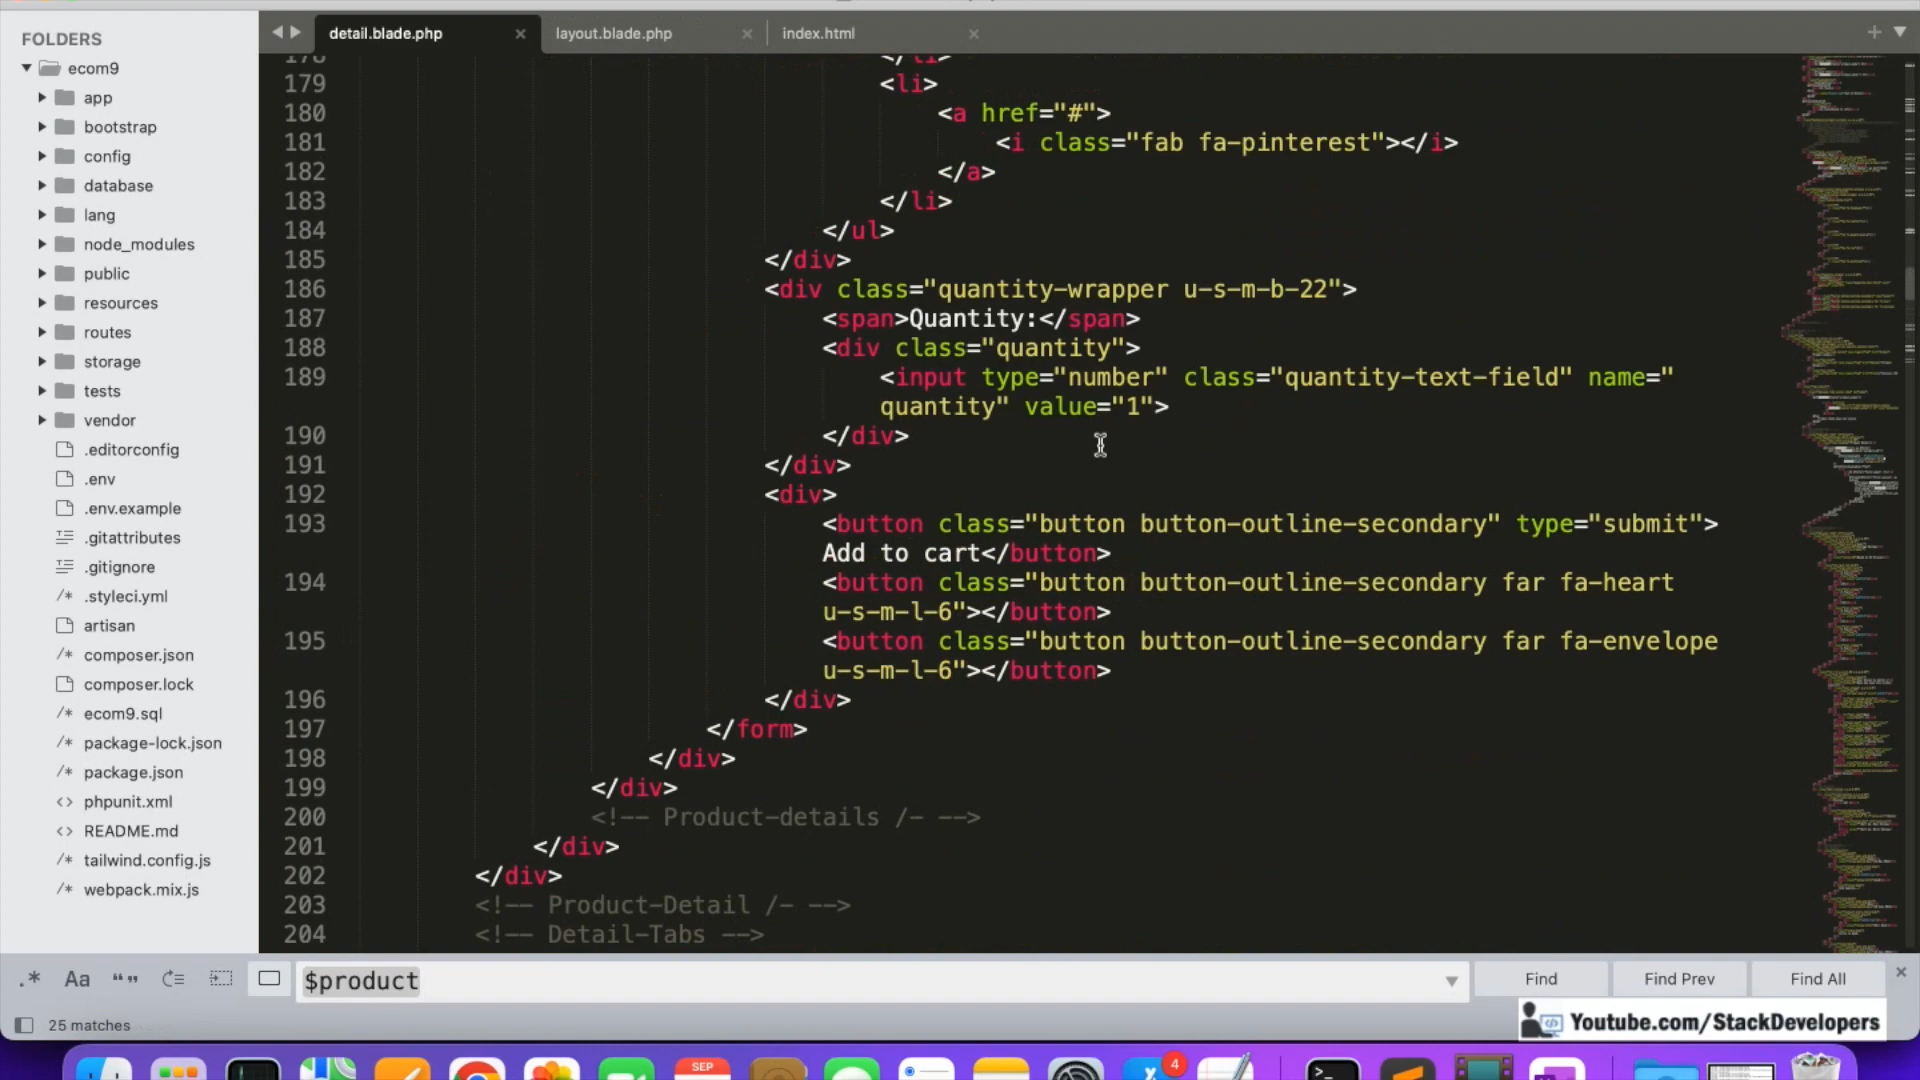 FOLDERS
ecom9
app
bootstrap
config
database
lang
node_modules
public
resources
routes
storage
tests
vendor
.editorconfig
.env
.env.example
.gitattributes
.gitignore
.styleci.yml
artisan
composer.json
composer.lock
ecom9.sql
package-lock.json
package.json
phpunit.xml
README.md
tailwind.config.js
webpack.mix.js
detail.blade.php
layout.blade.php
index.html
178 </li>
179 <li>
180 <a href="#">
181 <i class="fab fa-pinterest"></i>
182 </a>
183 </li>
184 </ul>
185 </div>
186 <div class="quantity-wrapper u-s-m-b-22">
187 <span>Quantity:</span>
188 <div class="quantity">
189 <input type="number" class="quantity-text-field" name="
quantity" value="1">
190 </div>
191 </div>
192 <div>
193 <button class="button button-outline-secondary" type="submit">
Add to cart</button>
194 <button class="button button-outline-secondary far fa-heart
u-s-m-l-6"></button>
195 <button class="button button-outline-secondary far fa-envelope
u-s-m-l-6"></button>
196 </div>
197 </form>
198 </div>
199 </div>
200 <!-- Product-details /- -->
201 </div>
202 </div>
203 <!-- Product-Detail /- -->
204 <!-- Detail-Tabs -->
.* Aa “ ”
$product
Find
Find Prev
Find All
25 matches
Youtube.com/StackDevelopers
SEP
4